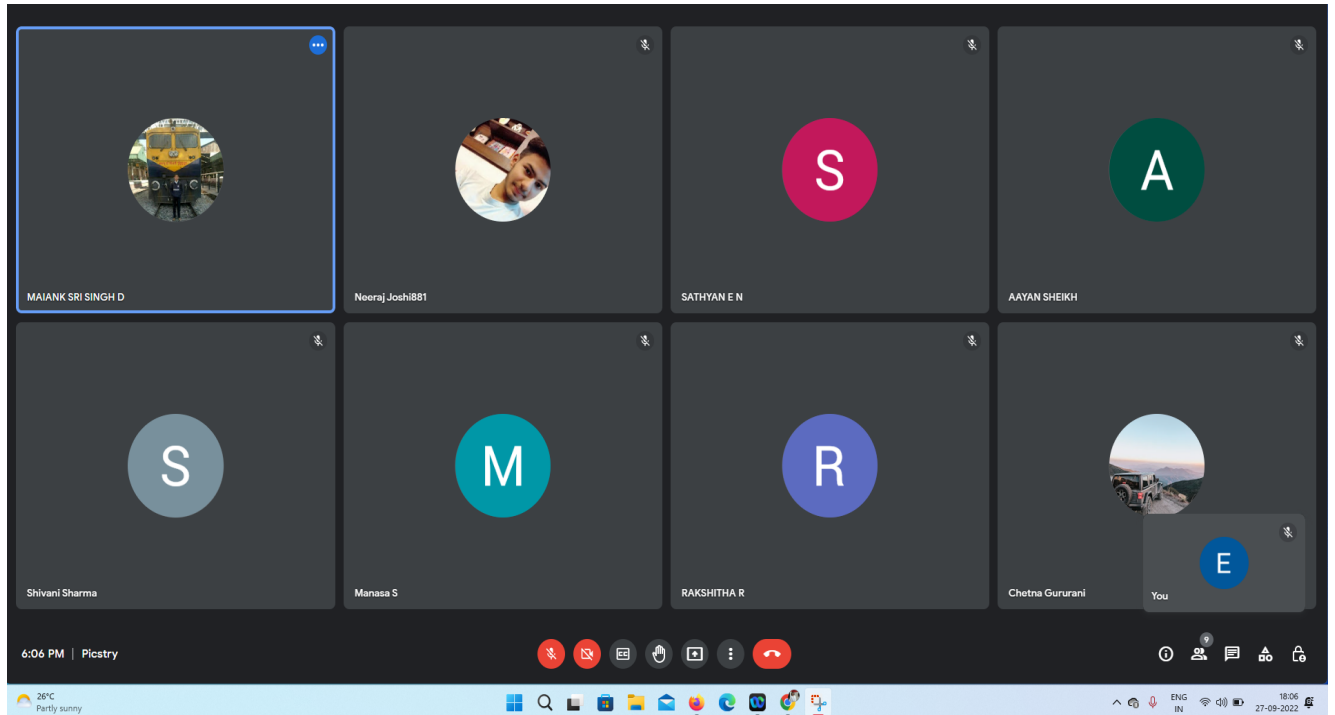 MAIANK SRI SINGH D
Neeraj Joshi881
S
SATHYAN E N
A
AAYAN SHEIKH
S
Shivani Sharma
M
Manasa S
R
RAKSHITHA R
Chetna Gururani
E
You
6:06 PM | Picstry
CC
9
26°C
Partly sunny
ENG
IN
18:06
27-09-2022